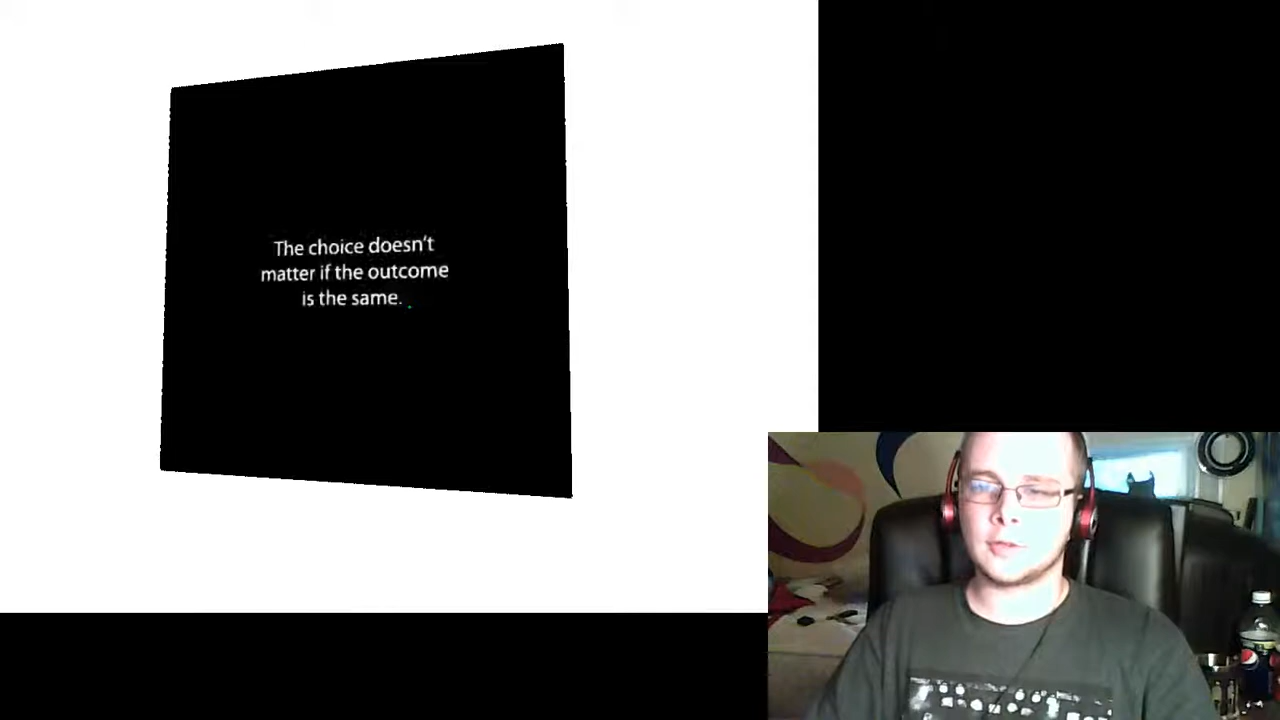 The choice doesn't
matter if the outcome
is the same.